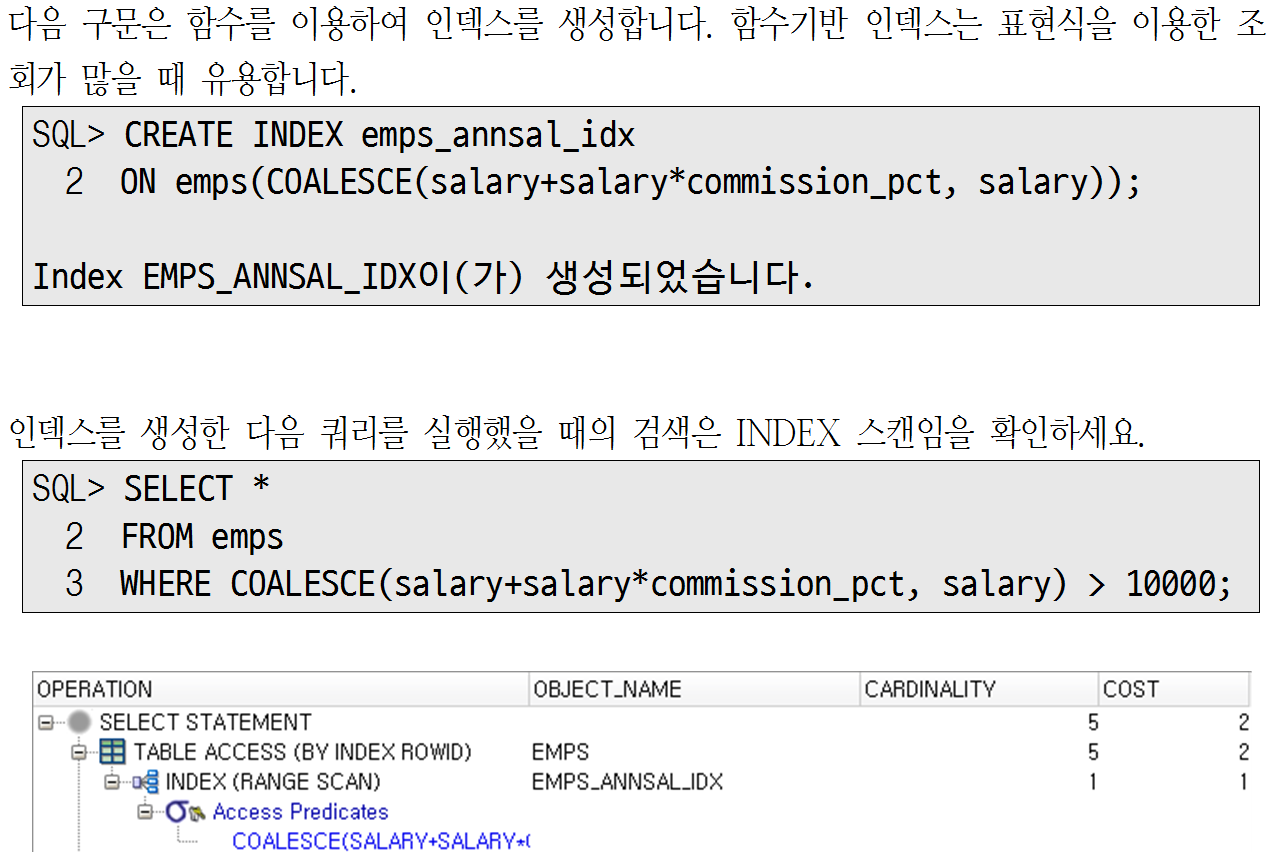 다음 구문은 함수를 이용하여 인덱스를 생성합니다. 함수기반 인덱스는 표현식을 이용한 조
회가 많을 때 유용합니다.
SQL> CREATE INDEX emps_annsal_idx
2 ON emps(COALESCE(salary+salary*commission_pct, salary));
Index EMPS_ANNSAL_IDX이(가) 생성되었습니다.
인덱스를 생성한 다음 쿼리를 실행했을 때의 검색은 INDEX 스캔임을 확인하세요.
SQL> SELECT *
2 FROM emps
3 WHERE COALESCE(salary+salary*commission_pct, salary) > 10000;
OPERATION OBJECT_NAME CARDINALITY COST
SELECT STATEMENT 5 2
TABLE ACCESS (BY INDEX ROWID) EMPS 5 2
INDEX (RANGE SCAN) EMPS_ANNSAL_IDX 1 1
Access Predicates
COALESCE(SALARY+SALARY*(